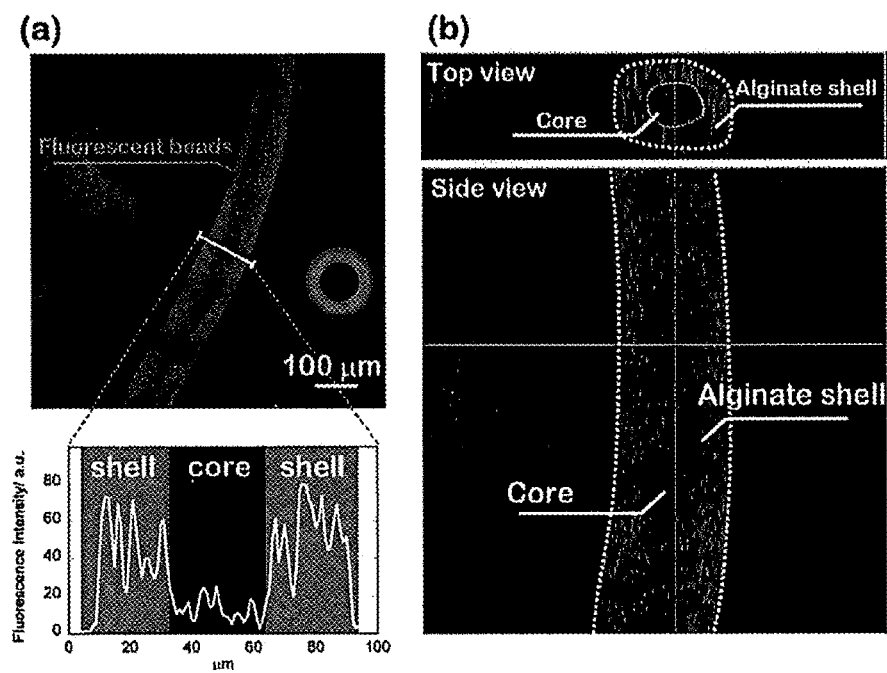 (a)
Fluorescent beads
100 μm
Fluorescence Intensity/ a.u.
80
60
40
20
0
shell core shell
0 20 40 60 80 100
μm
(b)
Top view
Alginate shell
Core
Side view
Alginate shell
Core